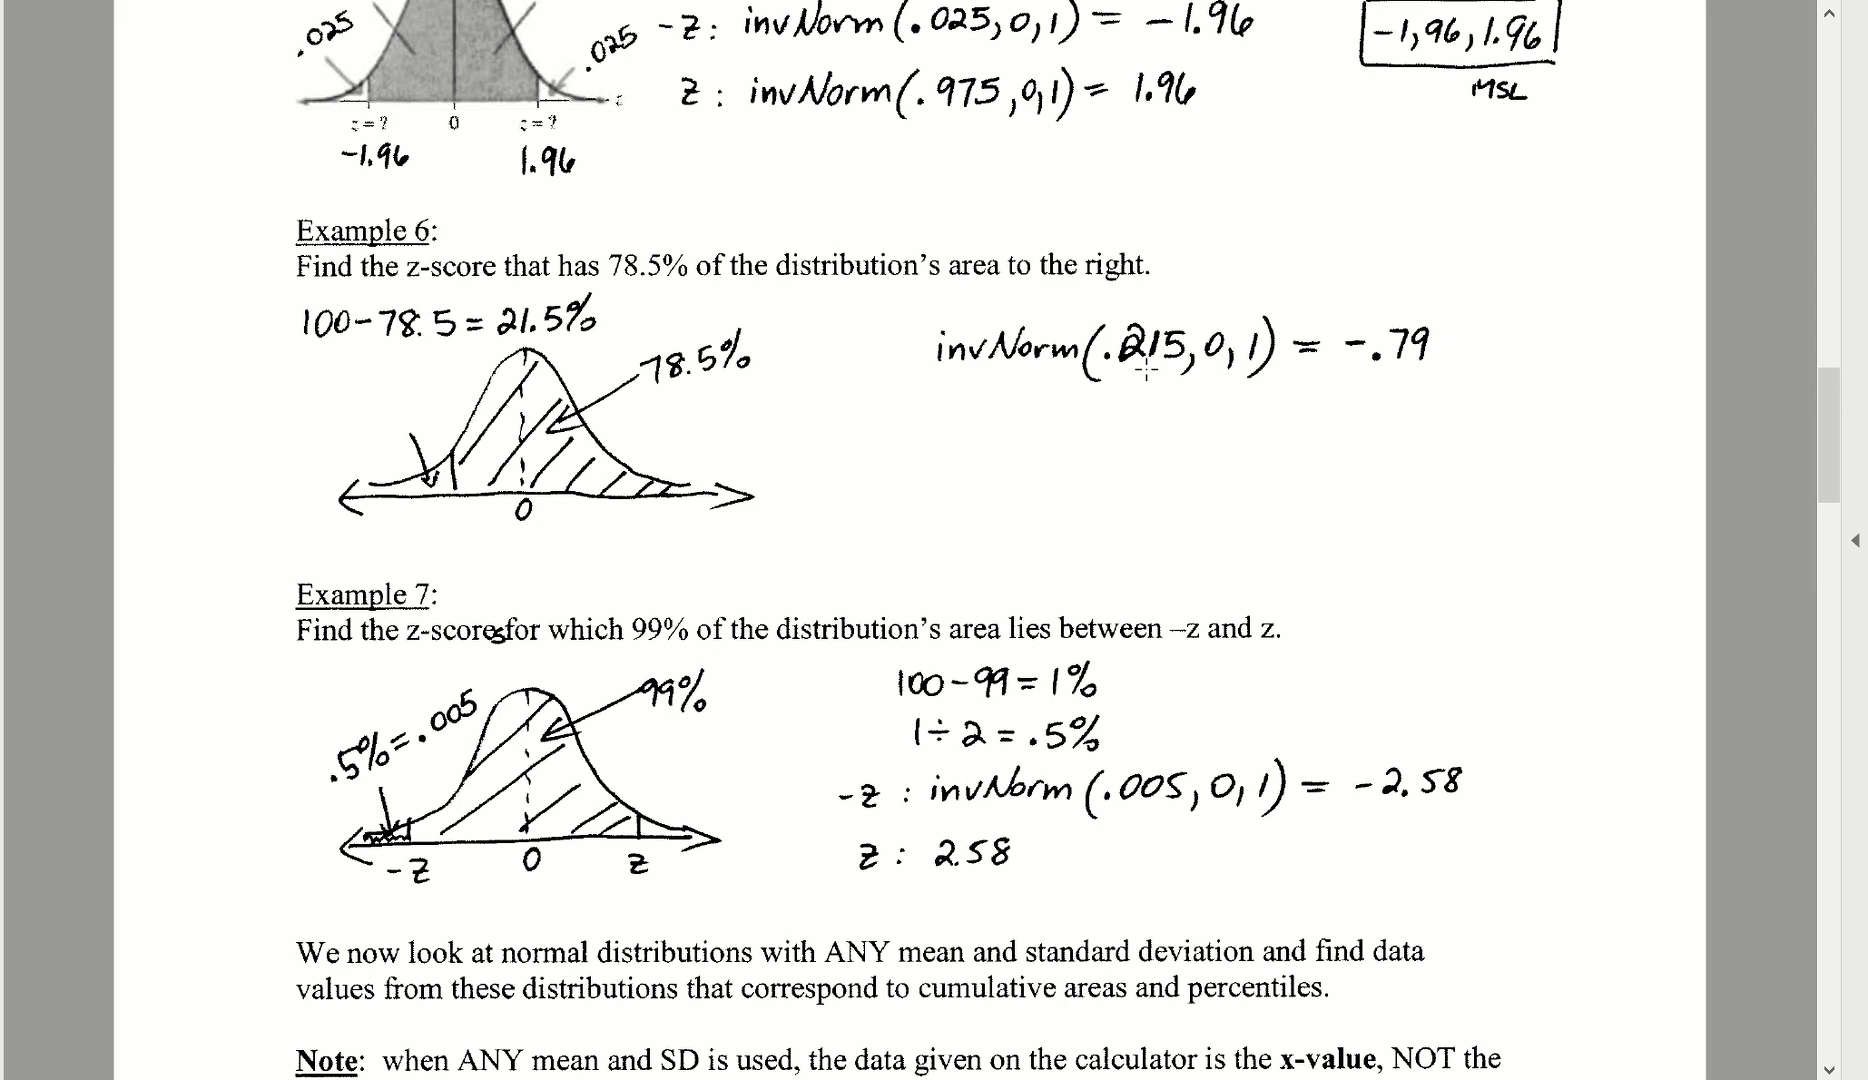 .025
.025
-z: invNorm(.025,0,1) = -1.96
z: invNorm(.975,0,1) = 1.96
-1,96, 1.96
MSL
z = ? 0 z = ? z
-1.96 1.96
Example 6:
Find the z-score that has 78.5% of the distribution's area to the right.
100-78.5 = 21.5%
78.5%
0
invNorm(.215,0,1) = -.79
Example 7:
Find the z-scores for which 99% of the distribution's area lies between –z and z.
.5% = .005
99%
-z 0 z
100-99 = 1%
1÷2 = .5%
-z : invNorm(.005,0,1) = -2.58
z : 2.58
We now look at normal distributions with ANY mean and standard deviation and find data
values from these distributions that correspond to cumulative areas and percentiles.
Note: when ANY mean and SD is used, the data given on the calculator is the x-value, NOT the